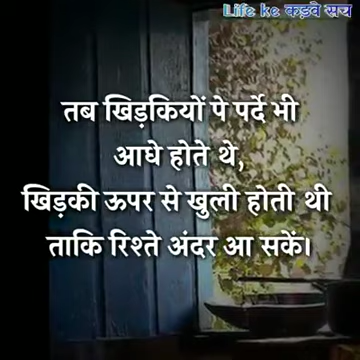 Life ke कड़वे सच
तब खिड़कियों पे पर्दे भी
आधे होते थे,
खिड़की ऊपर से खुली होती थी
ताकि रिश्ते अंदर आ सकें।